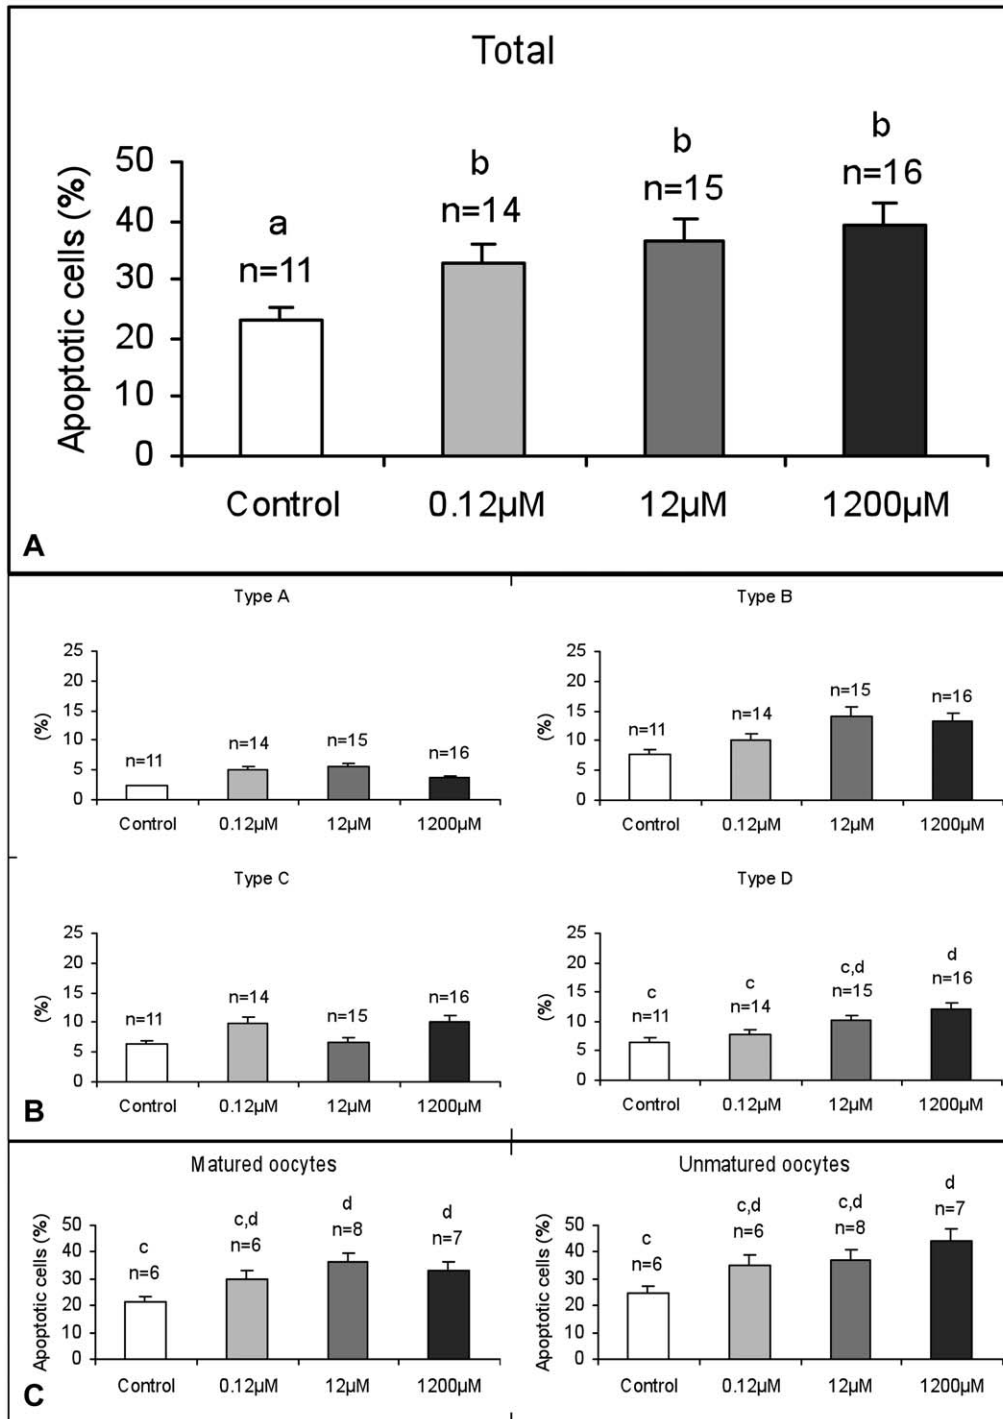 Total
Apoptotic cells (%)
50
40
30
20
10
0
a
n=11
b
n=14
b
n=15
b
n=16
Control 0.12µM 12µM 1200µM
A
Type A
(%)
25
20
15
10
5
0
n=11 n=14 n=15 n=16
Control 0.12µM 12µM 1200µM
Type B
(%)
25
20
15
10
5
0
n=11 n=14 n=15 n=16
Control 0.12µM 12µM 1200µM
Type C
(%)
25
20
15
10
5
0
n=11 n=14 n=15 n=16
Control 0.12µM 12µM 1200µM
Type D
(%)
25
20
15
10
5
0
c
n=11
c
n=14
c,d
n=15
d
n=16
Control 0.12µM 12µM 1200µM
B
Matured oocytes
Apoptotic cells (%)
50
40
30
20
10
0
c
n=6
c,d
n=6
d
n=8
d
n=7
Control 0.12µM 12µM 1200µM
Unmatured oocytes
Apoptotic cells (%)
50
40
30
20
10
0
c
n=6
c,d
n=6
c,d
n=8
d
n=7
Control 0.12µM 12µM 1200µM
C